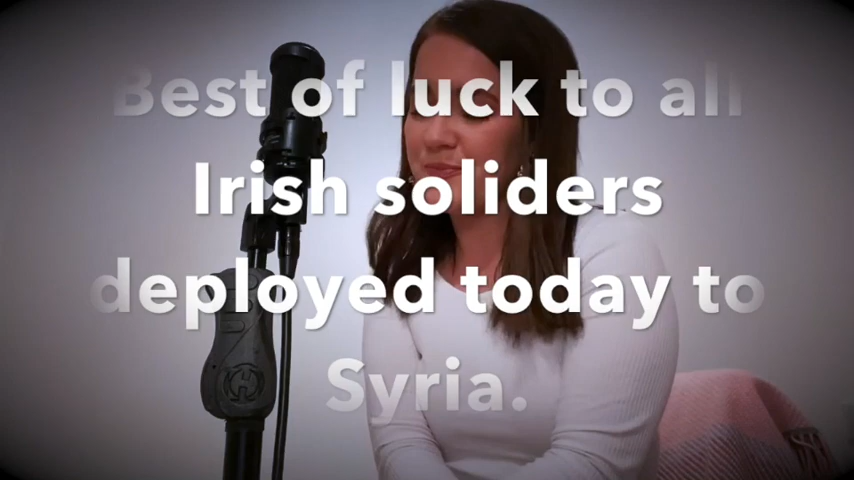 Best of luck to all
Irish soliders
deployed today to
Syria.